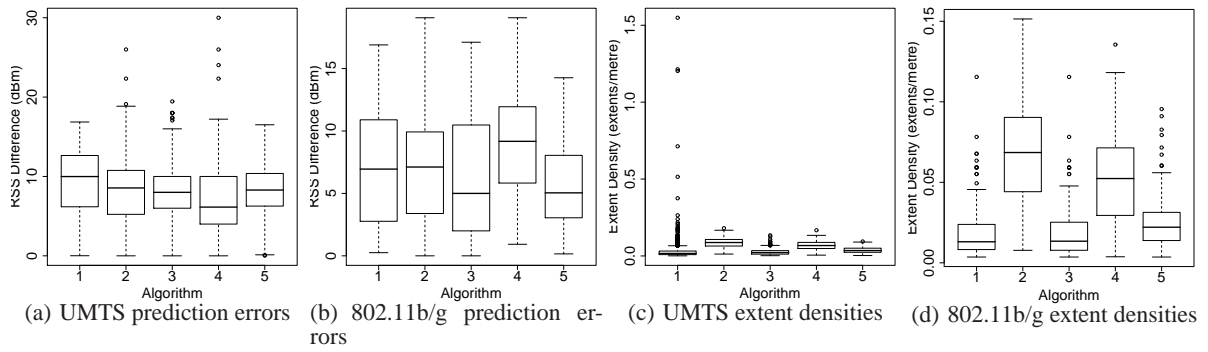 RSS Difference (dBm)
30
20
10
0
1 2 3 4 5
Algorithm
(a) UMTS prediction errors
RSS Difference (dBm)
15
10
5
0
1 2 3 4 5
Algorithm
(b) 802.11b/g prediction er-
rors
Extent Density (extents/metre)
1.5
1.0
0.5
0.0
1 2 3 4 5
Algorithm
(c) UMTS extent densities
Extent Density (extents/metre)
0.15
0.10
0.05
0.00
1 2 3 4 5
Algorithm
(d) 802.11b/g extent densities